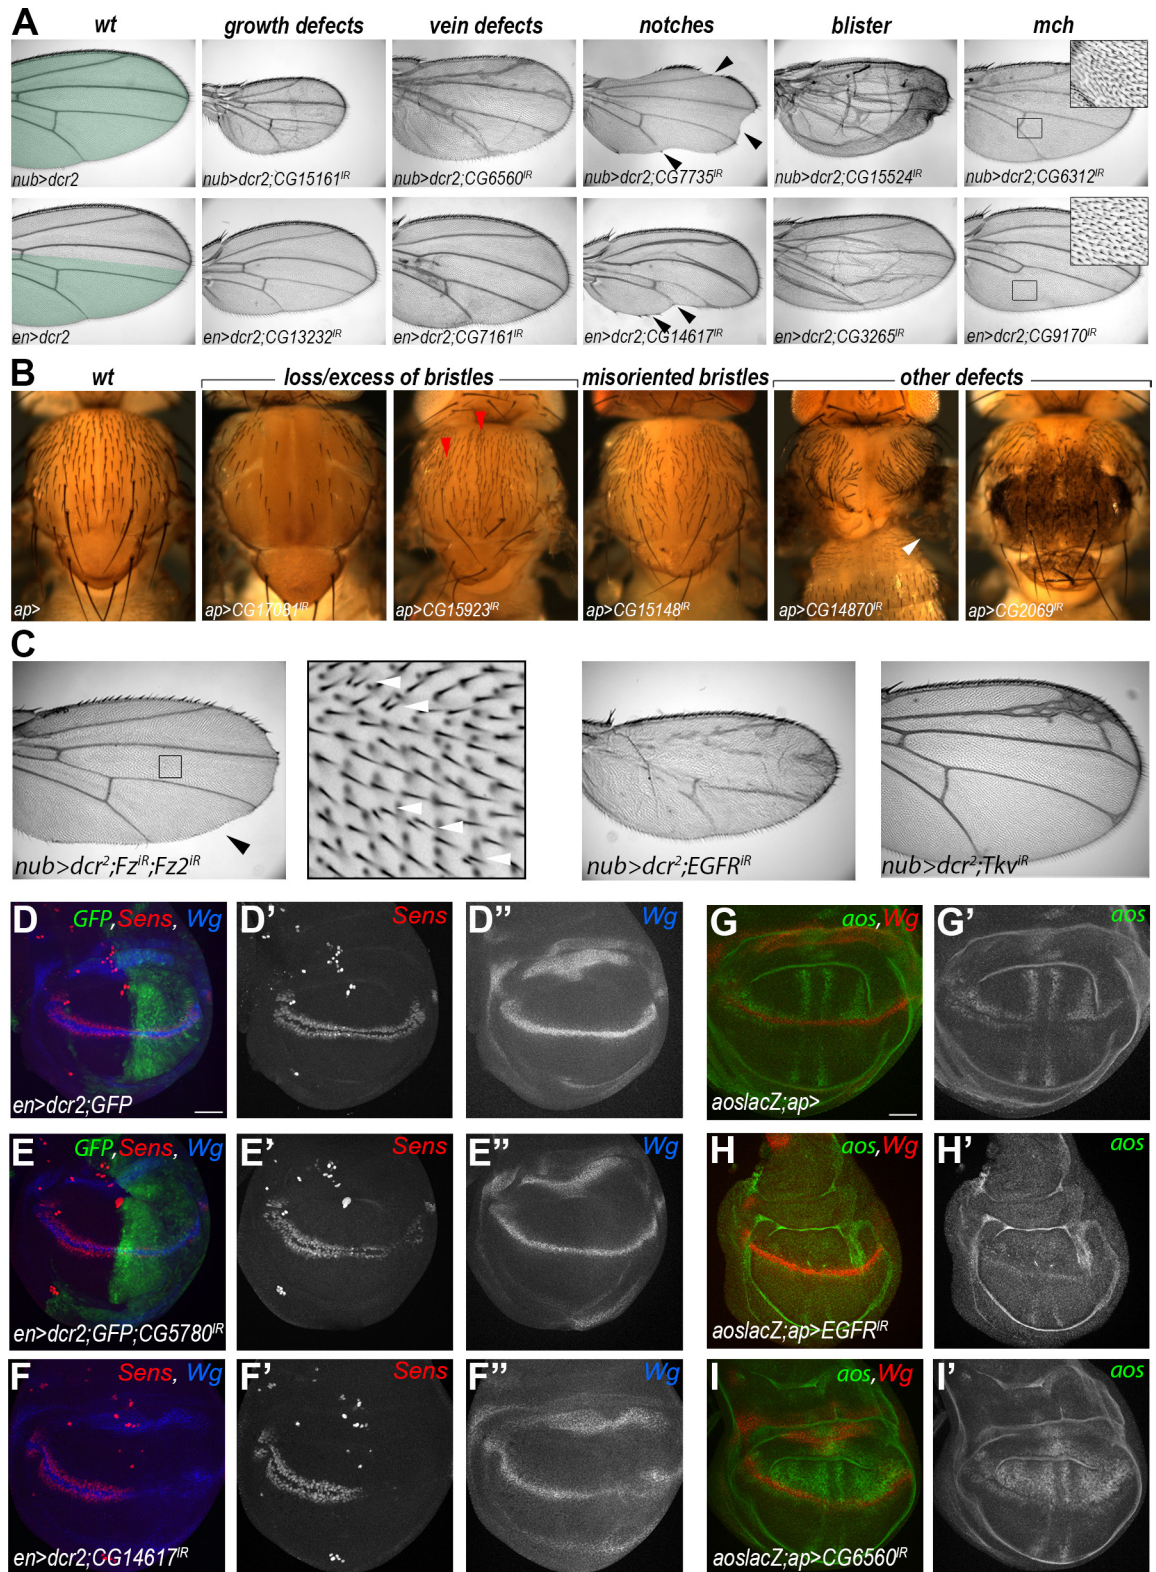 A wt growth defects vein defects notches blister mch
nub>dcr2 nub>dcr2;CG15161IR nub>dcr2;CG6560IR nub>dcr2;CG7735IR nub>dcr2;CG15524IR nub>dcr2;CG6312IR
en>dcr2 en>dcr2;CG13232IR en>dcr2;CG7161IR en>dcr2;CG14617IR en>dcr2;CG3265IR en>dcr2;CG9170IR
B wt loss/excess of bristles misoriented bristles other defects
ap> ap>CG17081IR ap>CG15923IR ap>CG15148IR ap>CG14870IR ap>CG2069IR
C
nub>dcr2;FziR;Fz2iR nub>dcr2;EGFRiR nub>dcr2;TkviR
D GFP,Sens, Wg D' Sens D'' Wg G aos,Wg G' aos
en>dcr2;GFP aoslacZ;ap>
E GFP,Sens, Wg E' Sens E'' Wg H aos,Wg H' aos
en>dcr2;GFP;CG5780IR aoslacZ;ap>EGFRIR
F Sens, Wg F' Sens F'' Wg I aos,Wg I' aos
en>dcr2;CG14617IR aoslacZ;ap>CG6560IR